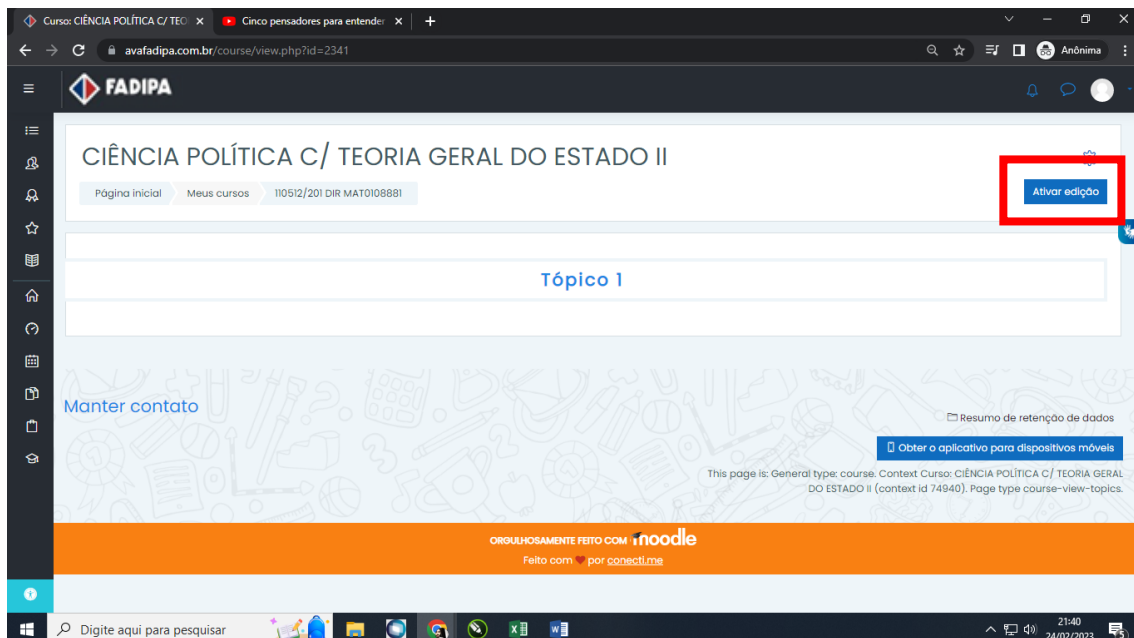 Curso: CIÊNCIA POLÍTICA C/ TEO
Cinco pensadores para entender
avafadipa.com.br/course/view.php?id=2341
Anônima
FADIPA
CIÊNCIA POLÍTICA C/ TEORIA GERAL DO ESTADO II
Página inicial Meus cursos 110512/201 DIR MAT0108881
Ativar edição
Tópico 1
Manter contato
Resumo de retenção de dados
Obter o aplicativo para dispositivos móveis
This page is: General type: course. Context Curso: CIÊNCIA POLÍTICA C/ TEORIA GERAL
DO ESTADO II (context id 74940). Page type course-view-topics.
ORGULHOSAMENTE FEITO COM moodle
Feito com ❤ por conecti.me
Digite aqui para pesquisar
21:40
24/02/2023